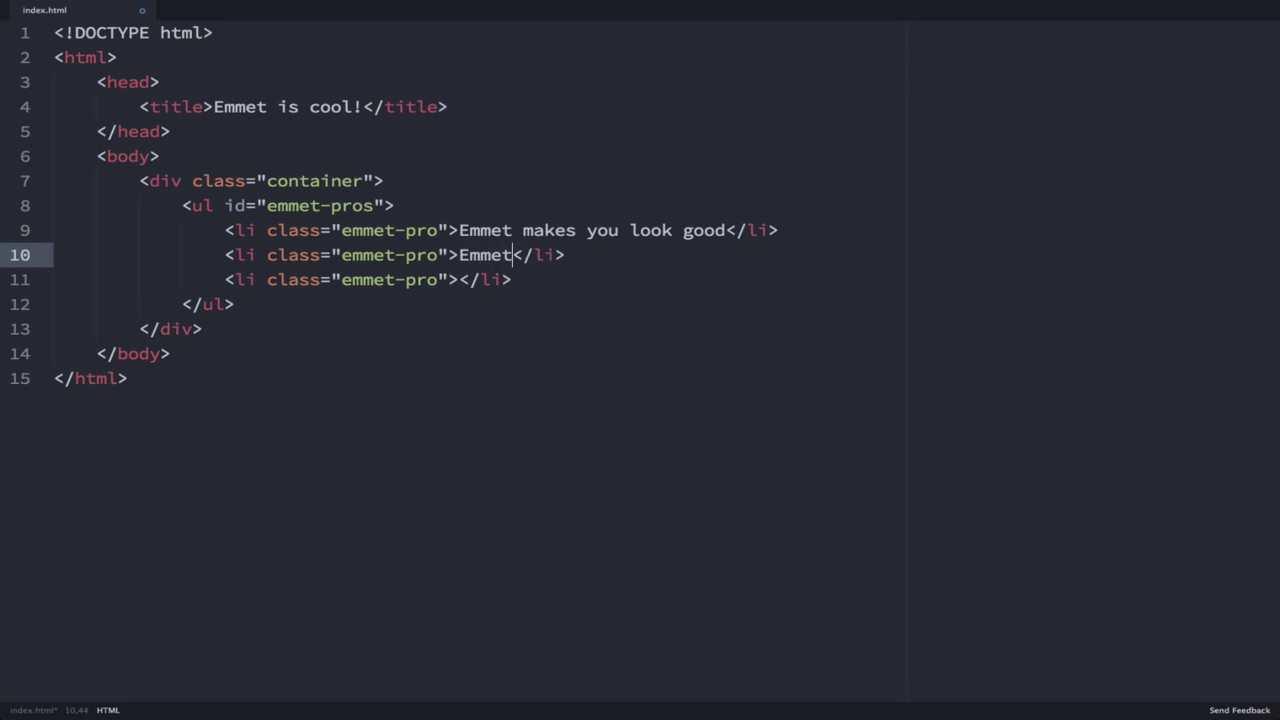 index.html
1 <!DOCTYPE html>
2 <html>
3     <head>
4         <title>Emmet is cool!</title>
5     </head>
6     <body>
7         <div class="container">
8             <ul id="emmet-pros">
9                 <li class="emmet-pro">Emmet makes you look good</li>
10                 <li class="emmet-pro">Emmet</li>
11                 <li class="emmet-pro"></li>
12             </ul>
13         </div>
14     </body>
15 </html>
index.html* 10,44 HTML Send Feedback